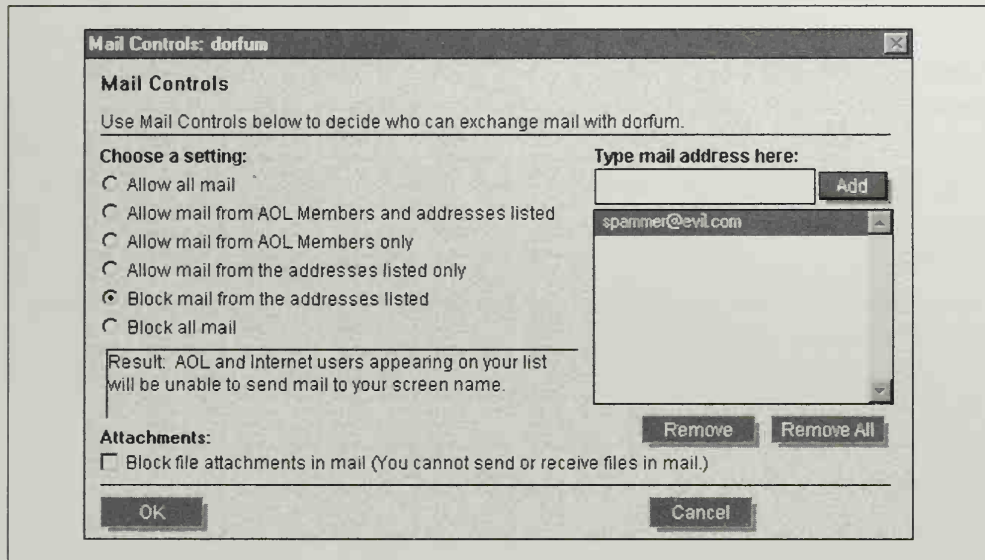 Mail Controls: dorfum
Mail Controls
Use Mail Controls below to decide who can exchange mail with dorfum.
Choose a setting:
Allow all mail
Allow mail from AOL Members and addresses listed
Allow mail from AOL Members only
Allow mail from the addresses listed only
Block mail from the addresses listed
Block all mail
Result: AOL and Internet users appearing on your list
will be unable to send mail to your screen name.
Type mail address here:
Add
spammer@evil.com
Remove
Remove All
Attachments:
Block file attachments in mail (You cannot send or receive files in mail.)
OK
Cancel